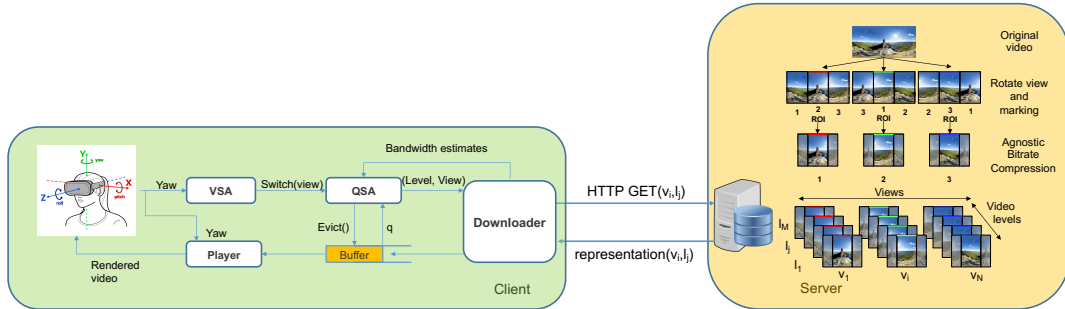 Y
yaw
X
pitch
Z
roll
Yaw
VSA
Switch(view)
QSA
Bandwidth estimates
(Level, View)
Downloader
Evict()
q
Yaw
Player
Buffer
Rendered
video
Client
HTTP GET(vi,lj)
representation(vi,lj)
Original
video
Rotate view
and
marking
1 2 3 3 1 2 2 3 1
ROI ROI ROI
Agnostic
Bitrate
Compression
1 2 3
Views
Video
levels
lM
lj
l1
v1 vi vN
Server